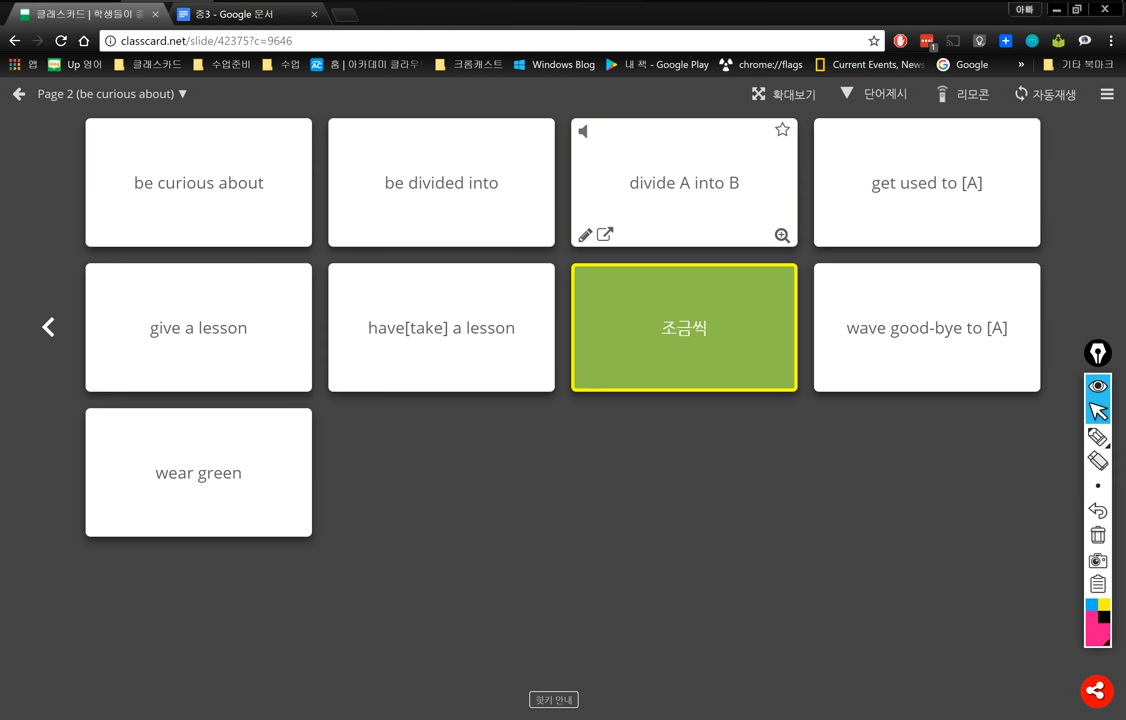 클래스카드 | 학생들이 좋
중3 - Google 문서
아빠
classcard.net/slide/42375?c=9646
앱
Up 영어
클래스카드
수업준비
수업
홈 | 아카데미 클라우
크롬캐스트
Windows Blog
내 책 - Google Play
chrome://flags
Current Events, News
Google
»
기타 북마크
Page 2 (be curious about) ▼
확대보기
단어제시
리모콘
자동재생
be curious about
be divided into
divide A into B
get used to [A]
give a lesson
have[take] a lesson
조금씩
wave good-bye to [A]
wear green
핫키 안내